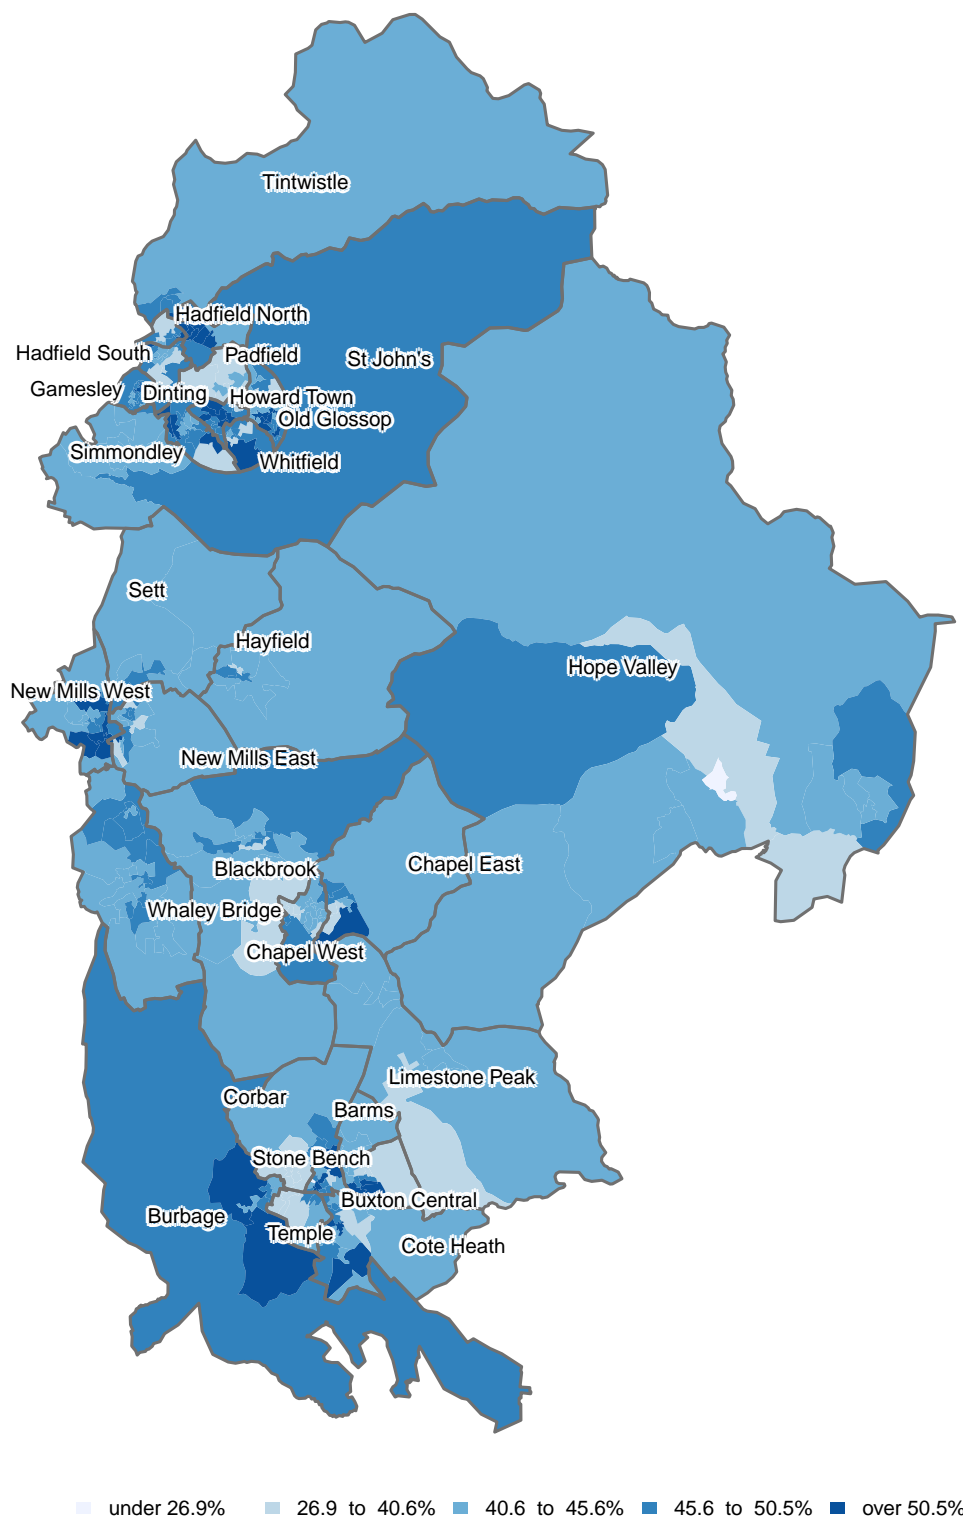 Tintwistle
Hadfield North
Hadfield South
Padfield
St John's
Gamesley
Dinting
Howard Town
Old Glossop
Simmondley
Whitfield
Sett
Hayfield
Hope Valley
New Mills West
New Mills East
Blackbrook
Chapel East
Whaley Bridge
Chapel West
Limestone Peak
Corbar
Barms
Stone Bench
Buxton Central
Burbage
Temple
Cote Heath
under 26.9% 26.9 to 40.6% 40.6 to 45.6% 45.6 to 50.5% over 50.5%